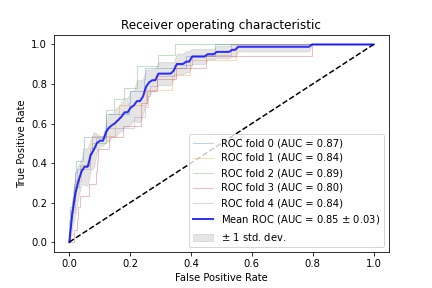 Receiver operating characteristic
True Positive Rate
1.0
0.8
0.6
0.4
0.2
0.0
ROC fold 0 (AUC = 0.87)
ROC fold 1 (AUC = 0.84)
ROC fold 2 (AUC = 0.89)
ROC fold 3 (AUC = 0.80)
ROC fold 4 (AUC = 0.84)
Mean ROC (AUC = 0.85 ± 0.03)
± 1 std. dev.
0.0 0.2 0.4 0.6 0.8 1.0
False Positive Rate